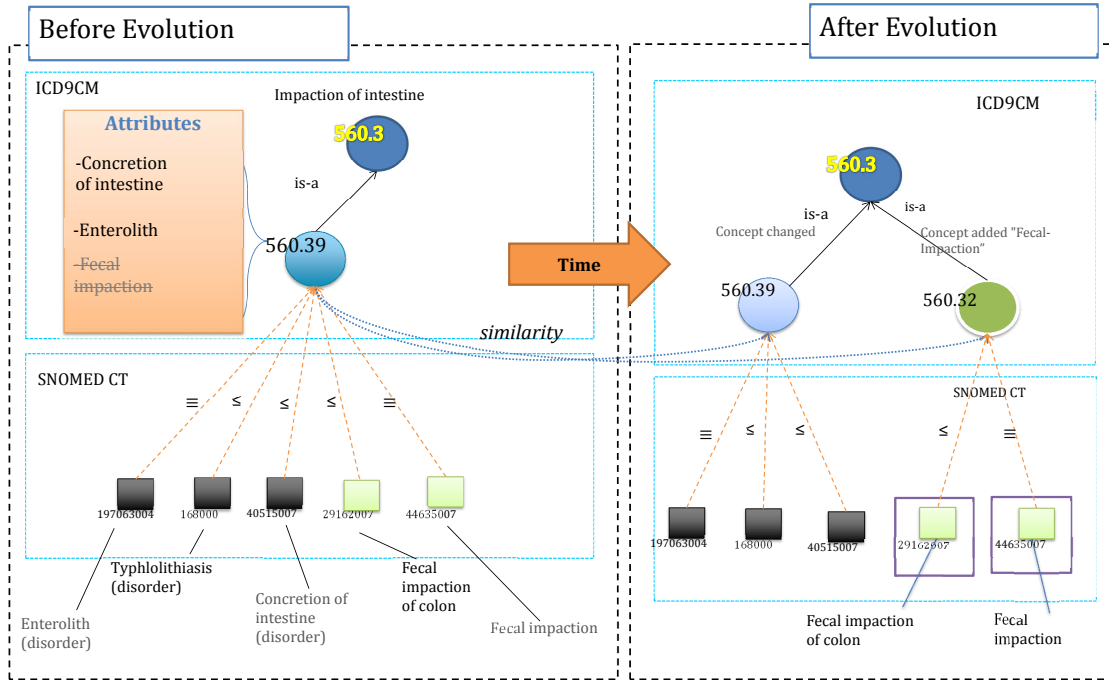 Before Evolution
ICD9CM
Impaction of intestine
Attributes
-Concretion
of intestine
-Enterolith
-Fecal
impaction
560.3
is-a
560.39
similarity
SNOMED CT
≡
≤
≤
≤
≡
197063004
168000
40515007
29162007
44635007
Typhlolithiasis
(disorder)
Fecal
impaction
of colon
Enterolith
(disorder)
Concretion of
intestine
(disorder)
Fecal impaction
Time
After Evolution
ICD9CM
560.3
is-a
is-a
Concept changed
Concept added "Fecal-
Impaction"
560.39
560.32
SNOMED CT
≡
≤
≤
≤
≡
197063004
168000
40515007
29162007
44635007
Fecal impaction
of colon
Fecal
impaction